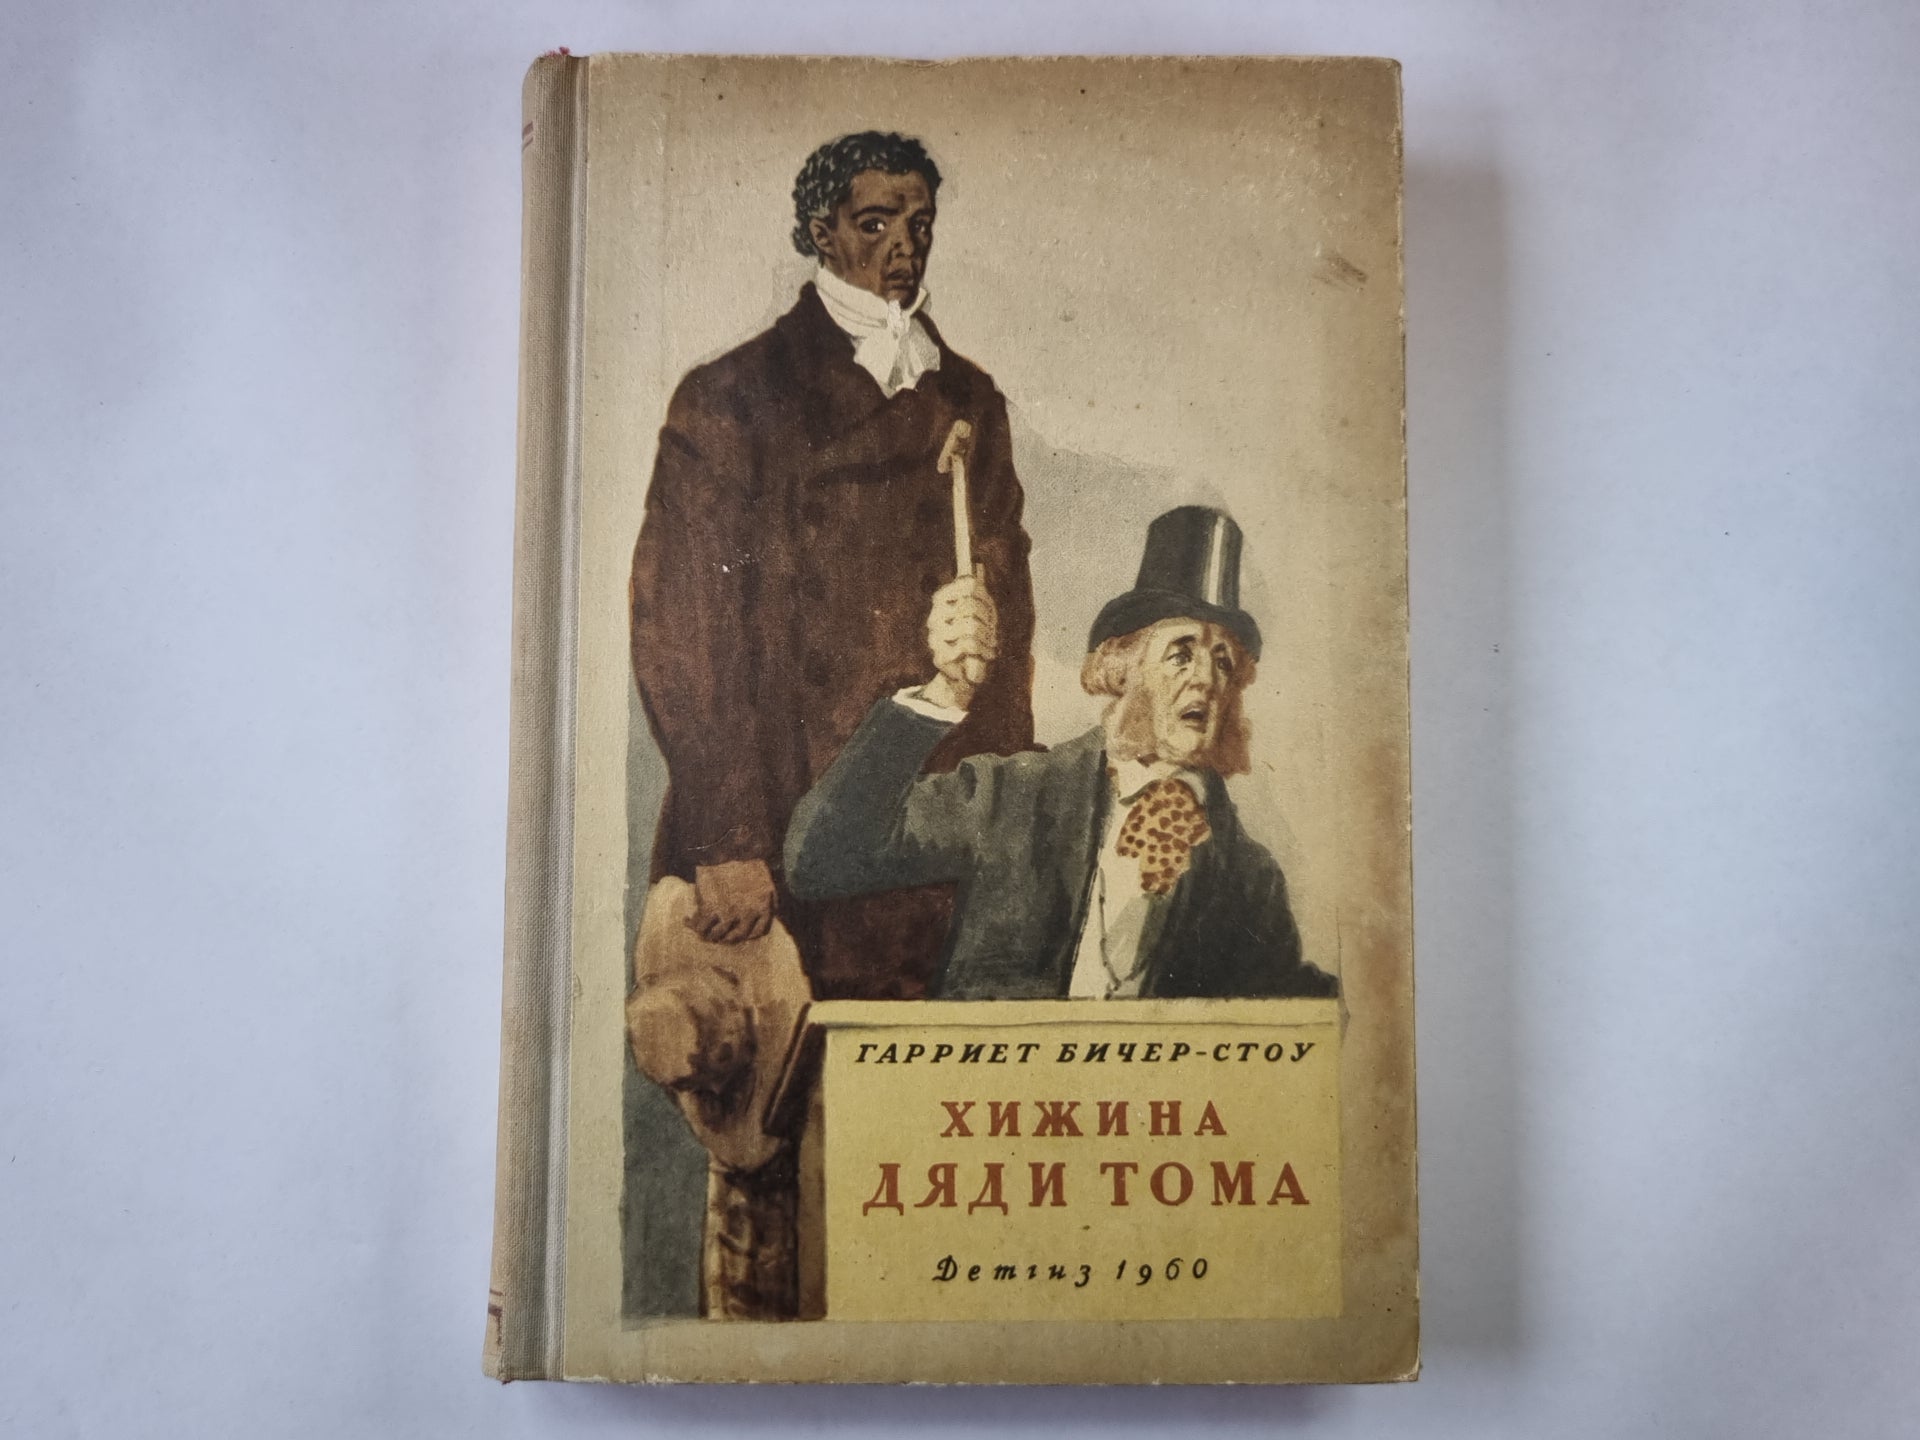 ГАРРИЕТ БИЧЕР-СТОУ
ХИЖИНА
ДЯДИ ТОМА
Детгиз 1960